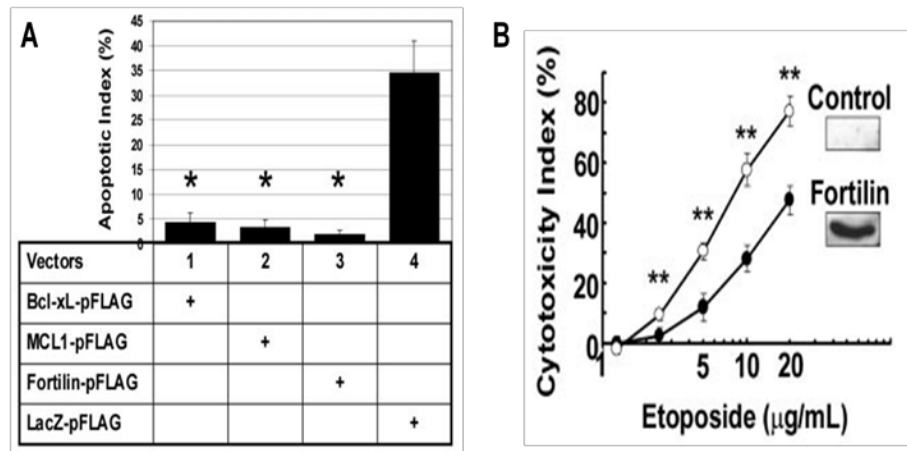 A
Apoptotic Index (%)
45
40
35
30
25
20
15
10
5
0
* * *
Vectors 1 2 3 4
Bcl-xL-pFLAG +
MCL1-pFLAG +
Fortilin-pFLAG +
LacZ-pFLAG +
B
Cytotoxicity Index (%)
80
60
40
20
0
** ** ** ** 
Control
Fortilin
1 5 10 20
Etoposide (μg/mL)